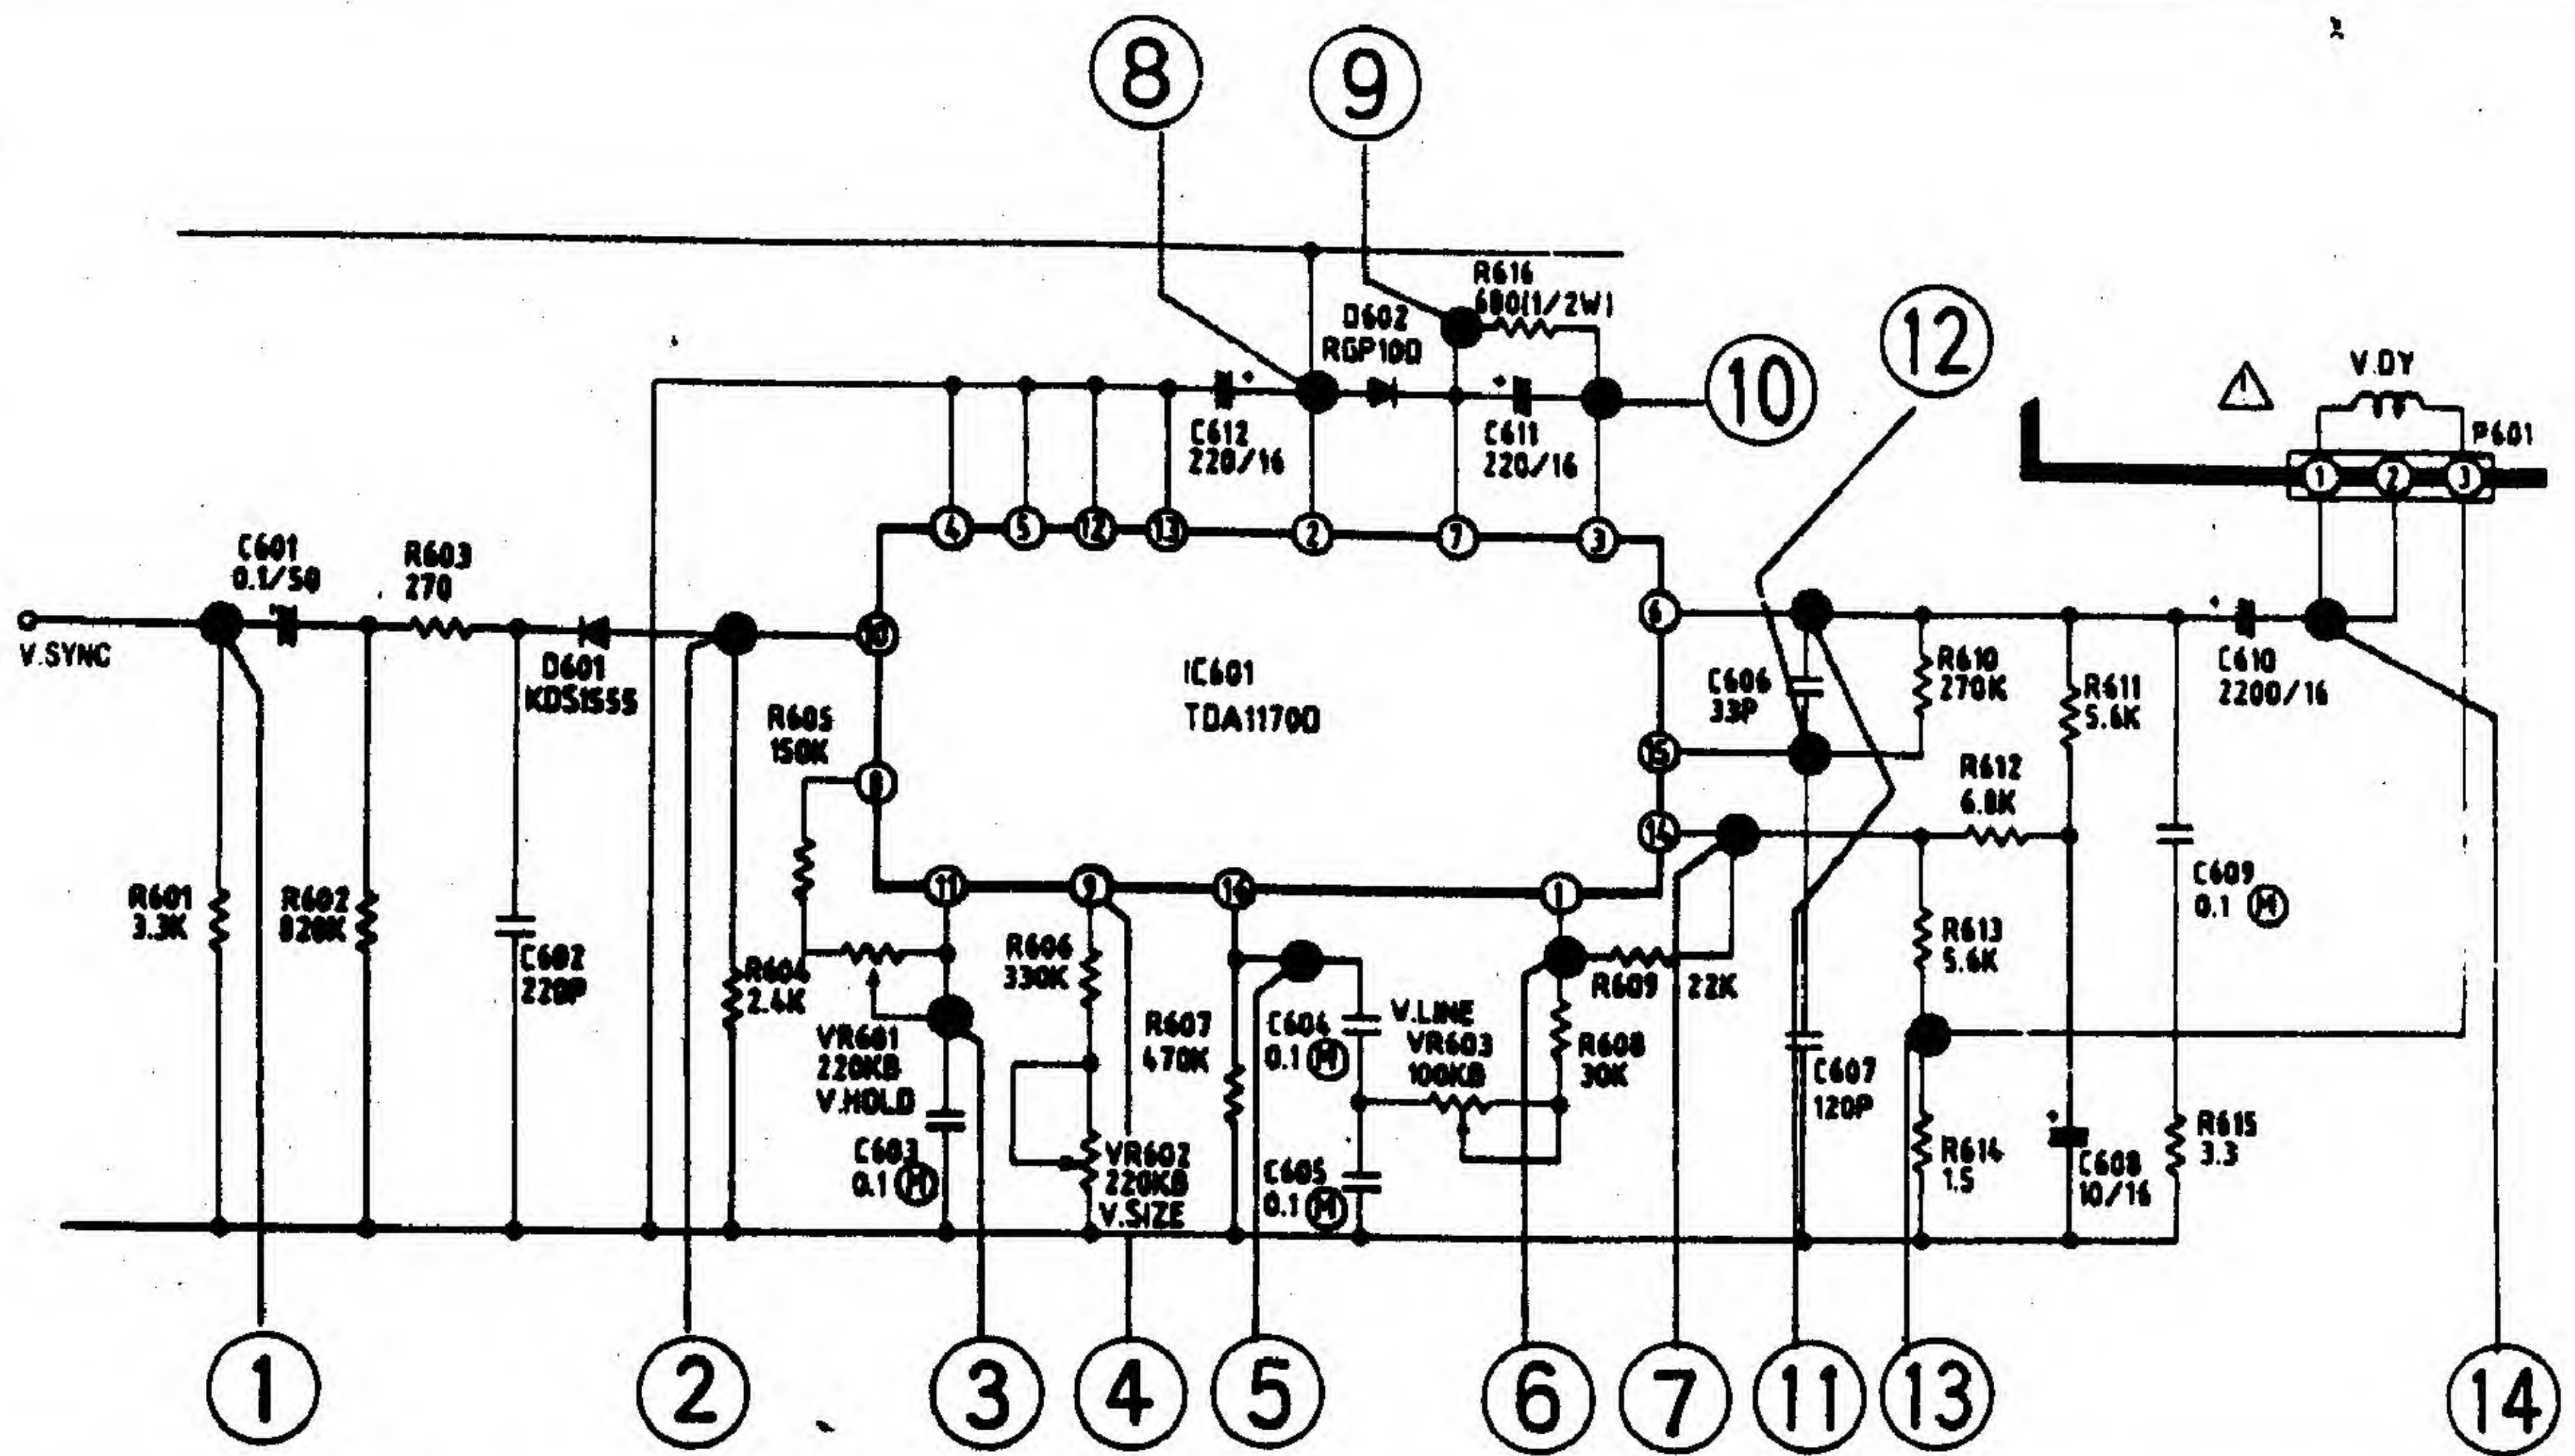 8
9
R616
680(1/2W)
D602
RGP10D
12
10
V.DY
P601
C612
220/16
C611
220/16
1 2 3
4 5 12 13 2 7 3
C601
0.1/50
R603
270
V.SYNC
D601
KDS1555
10
6
IC601
TDA1170D
C606
33P
R610
270K
R611
5.6K
C610
2200/16
R605
150K
8
15
R612
6.8K
14
11 9 16 1
R601
3.3K
R602
820K
C602
220P
R604
2.4K
R606
330K
R609 22K
R613
5.6K
C609
0.1 M
VR601
220KB
V.HOLD
R607
470K
C604
0.1 M
V.LINE
VR603
100KB
R608
30K
C607
120P
C603
0.1 M
VR602
220KB
V.SIZE
C605
0.1 M
R614
1.5
C608
10/16
R615
3.3
1
2
3
4
5
6
7
11
13
14